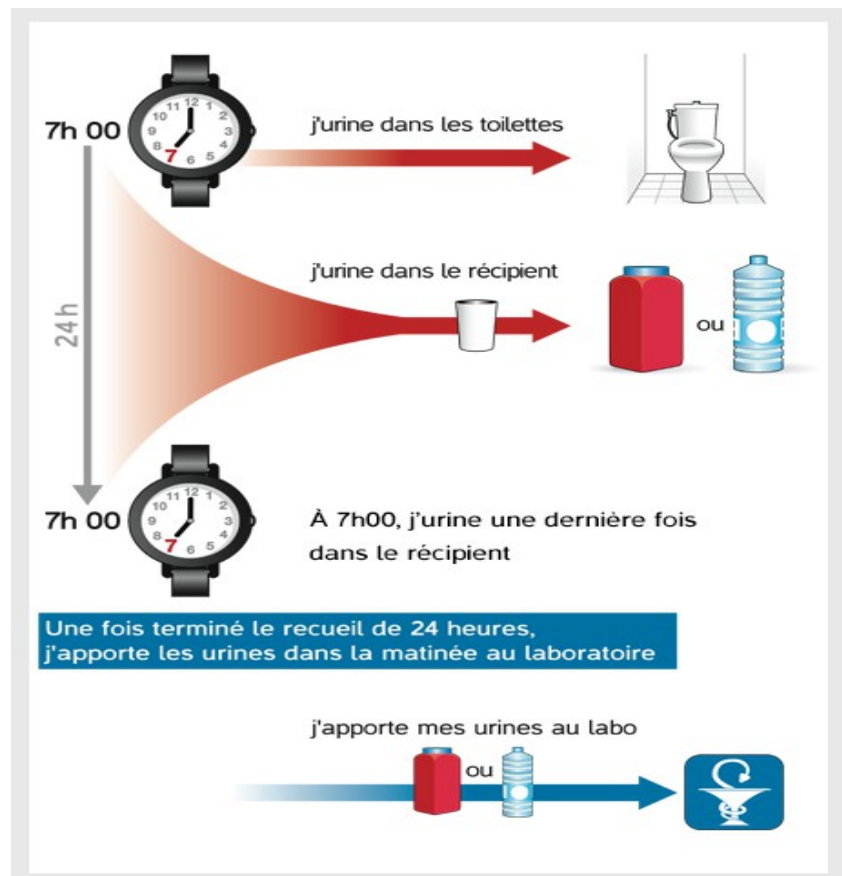 7h 00
j'urine dans les toilettes
j'urine dans le récipient
ou
24h
7h 00
À 7h00, j'urine une dernière fois
dans le récipient
Une fois terminé le recueil de 24 heures,
j'apporte les urines dans la matinée au laboratoire
j'apporte mes urines au labo
ou